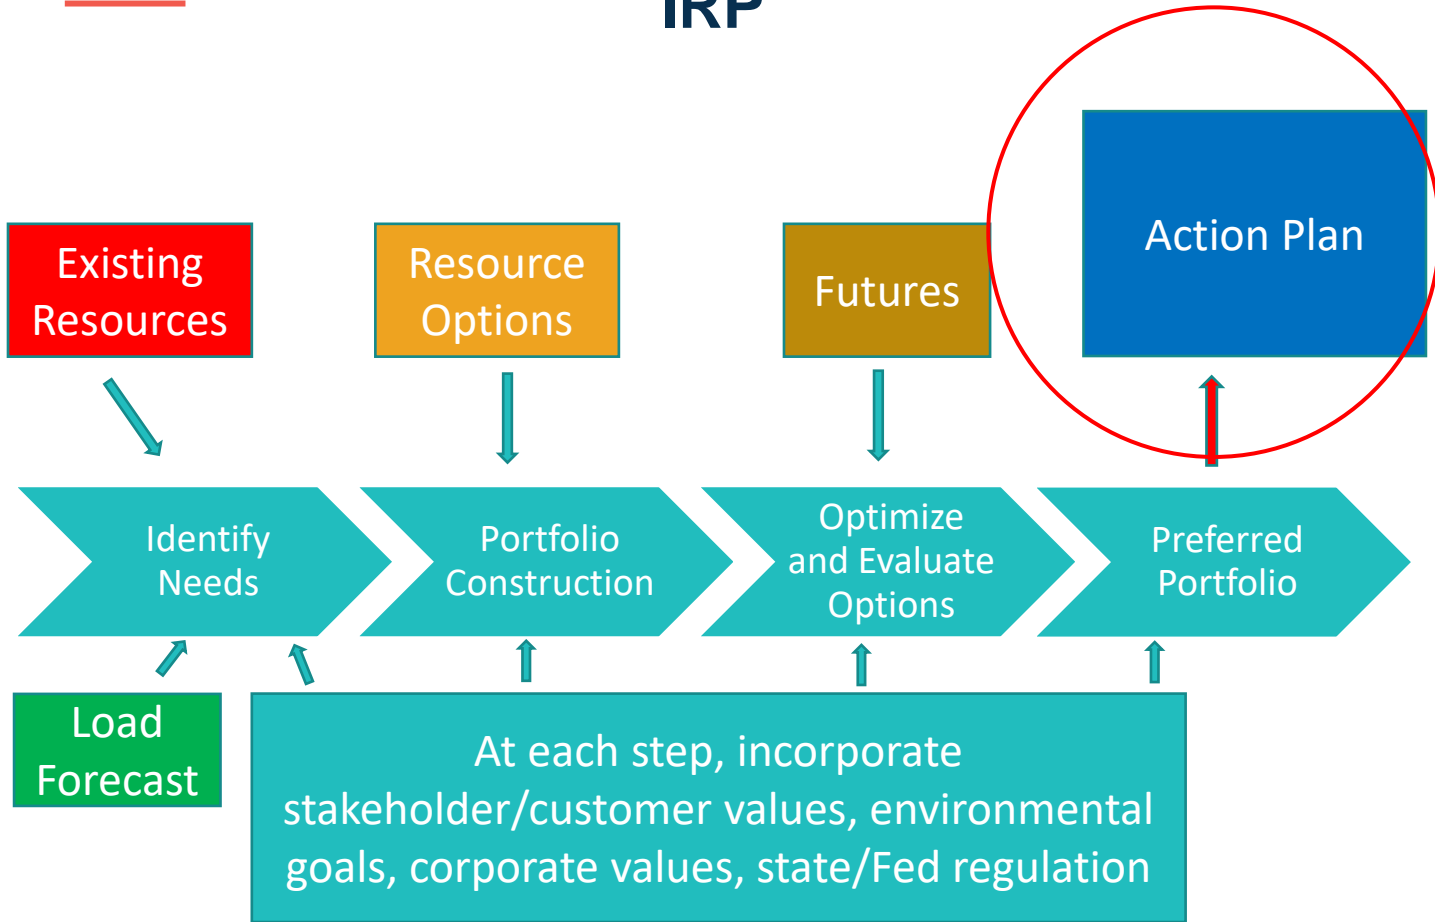 IRP
Action Plan
Existing
Resources
Resource
Options
Futures
Identify
Needs
Portfolio
Construction
Optimize
and Evaluate
Options
Preferred
Portfolio
Load
Forecast
At each step, incorporate
stakeholder/customer values, environmental
goals, corporate values, state/Fed regulation